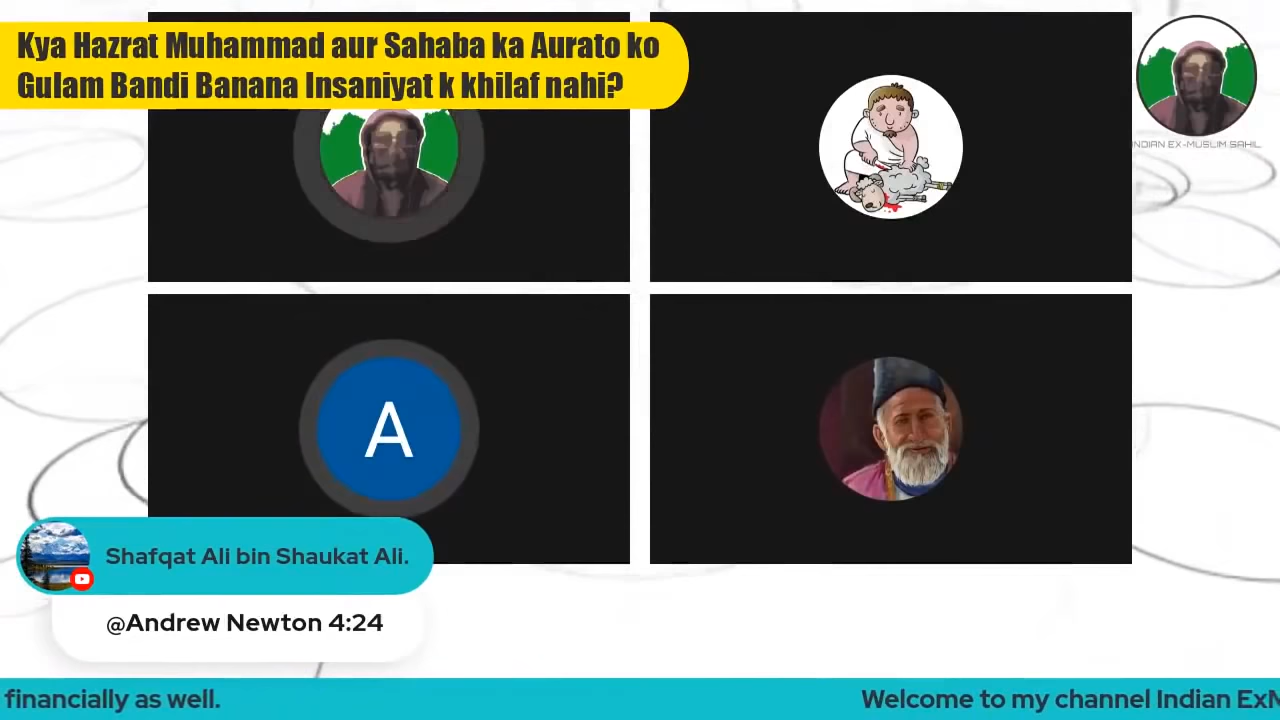 Kya Hazrat Muhammad aur Sahaba ka Aurato ko
Gulam Bandi Banana Insaniyat k khilaf nahi?
INDIAN EX-MUSLIM SAHIL
A
Shafqat Ali bin Shaukat Ali.
@Andrew Newton 4:24
financially as well.
Welcome to my channel Indian Ex